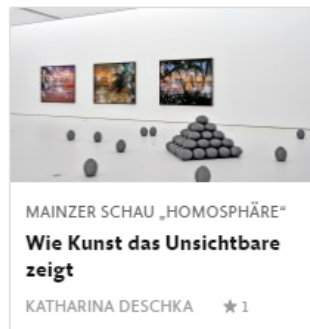 MAINZER SCHAU „HOMOSPHÄRE“
Wie Kunst das Unsichtbare
zeigt
KATHARINA DESCHKA ★ 1